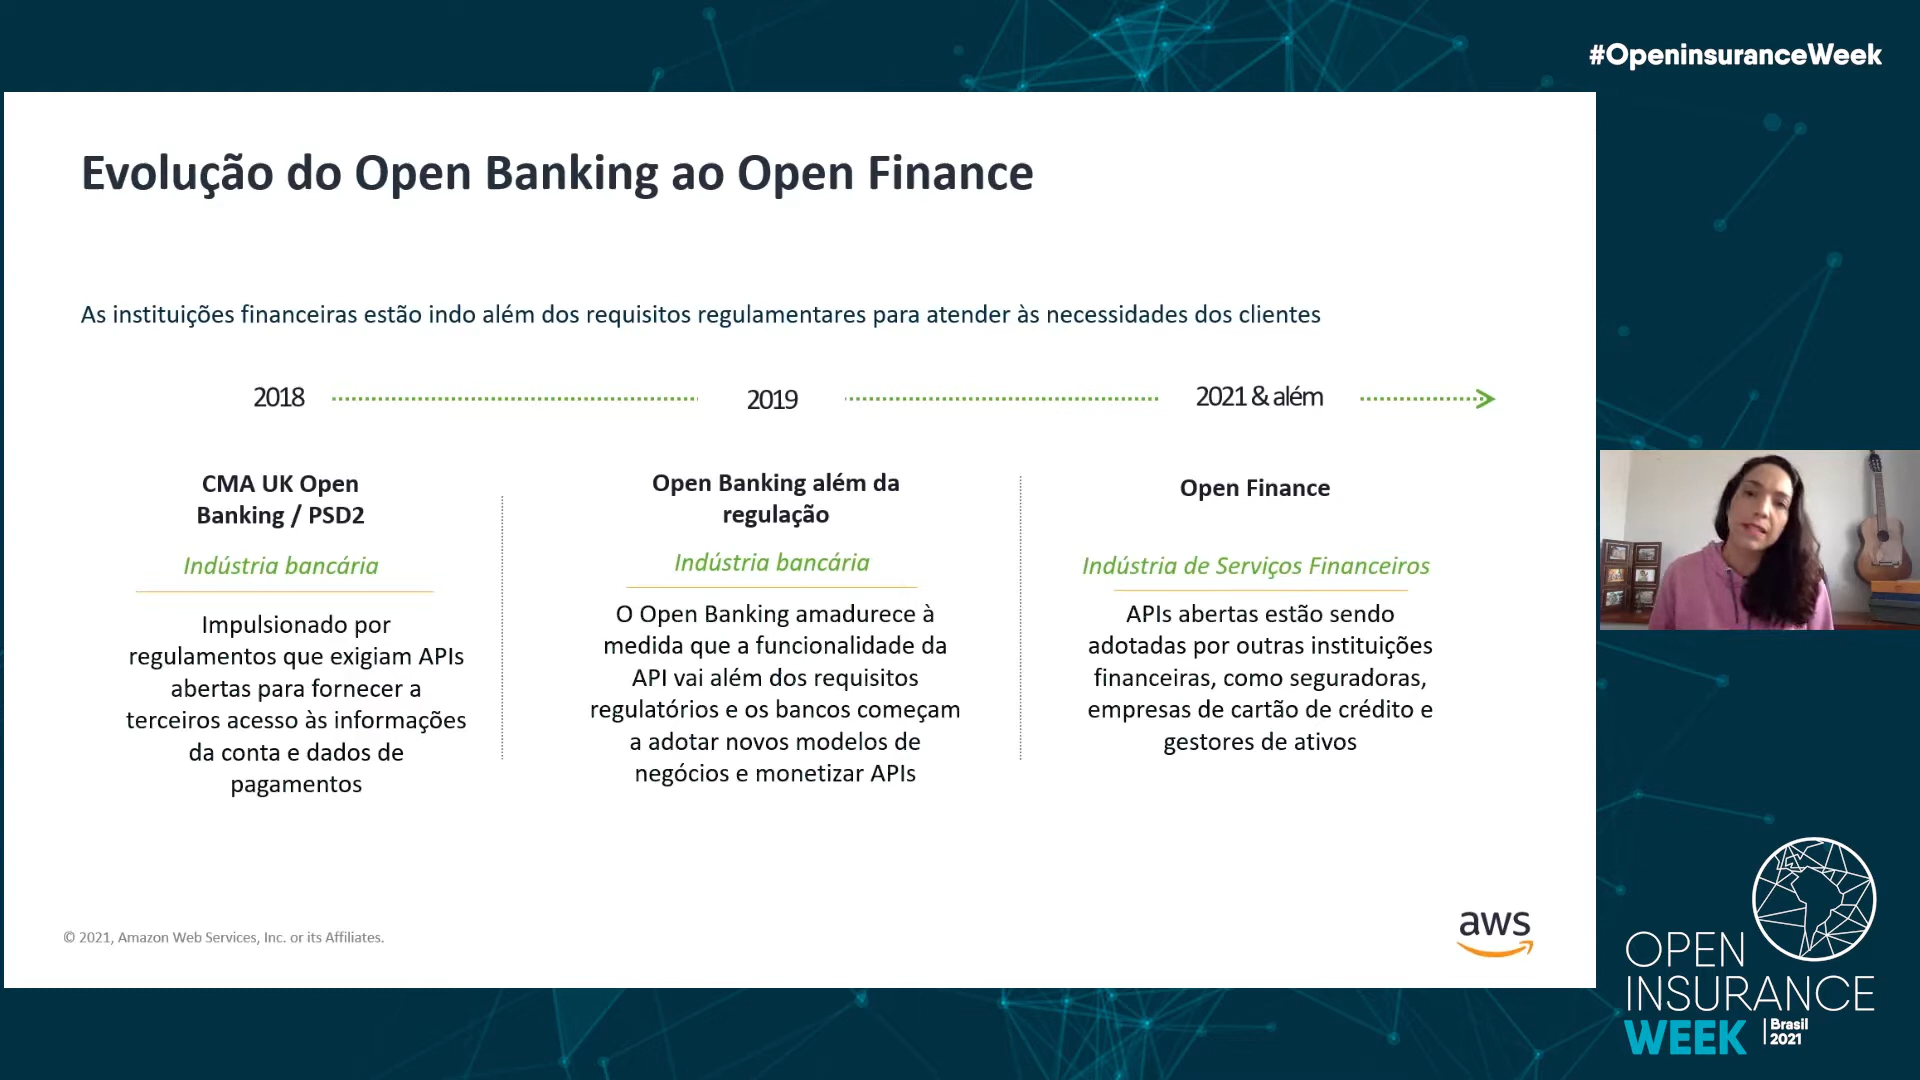 #OpeninsuranceWeek
Evolução do Open Banking ao Open Finance
As instituições financeiras estão indo além dos requisitos regulamentares para atender às necessidades dos clientes
2018
2019
2021 & além
CMA UK Open
Banking / PSD2
Indústria bancária
Impulsionado por
regulamentos que exigiam APIs
abertas para fornecer a
terceiros acesso às informações
da conta e dados de
pagamentos
Open Banking além da
regulação
Indústria bancária
O Open Banking amadurece à
medida que a funcionalidade da
API vai além dos requisitos
regulatórios e os bancos começam
a adotar novos modelos de
negócios e monetizar APIs
Open Finance
Indústria de Serviços Financeiros
APIs abertas estão sendo
adotadas por outras instituições
financeiras, como seguradoras,
empresas de cartão de crédito e
gestores de ativos
© 2021, Amazon Web Services, Inc. or its Affiliates.
aws
OPEN
INSURANCE
WEEK
Brasil
2021